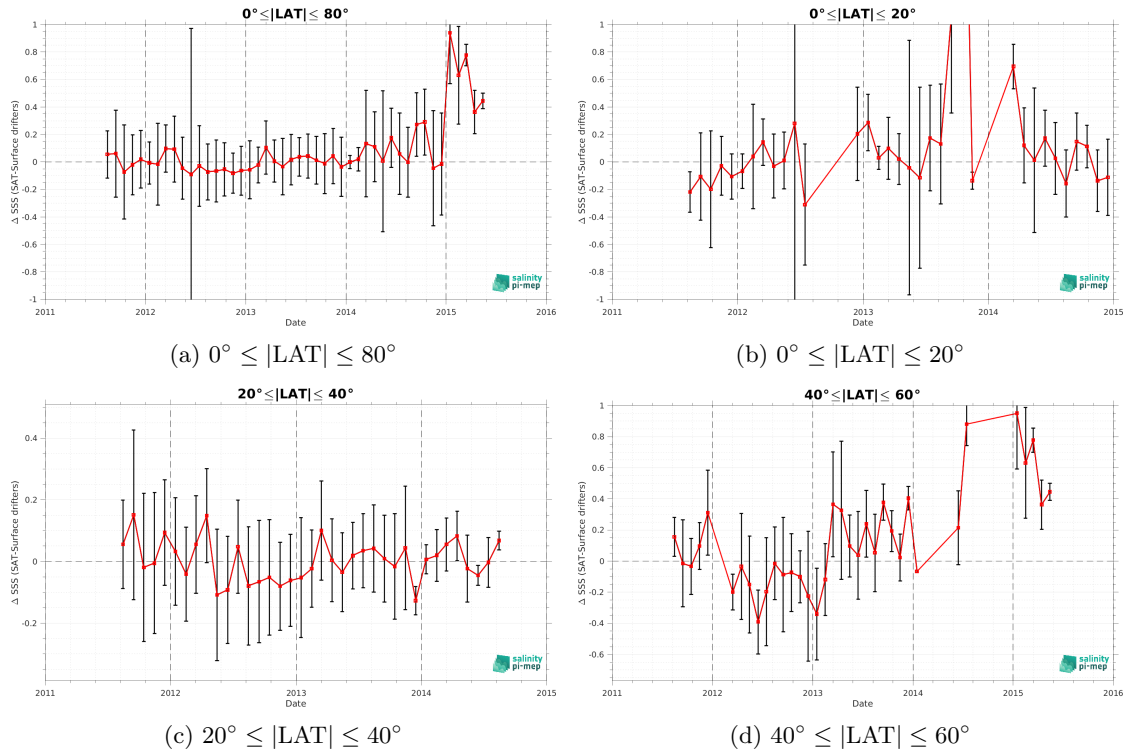 0°≤|LAT|≤ 80°
Δ SSS (SAT-Surface drifters)
1
0.8
0.6
0.4
0.2
0
-0.2
-0.4
-0.6
-0.8
-1
2011
2012
2013
2014
2015
2016
Date
salinity
pi-mep
(a) 0° ≤ |LAT| ≤ 80°
0°≤|LAT|≤ 20°
Δ SSS (SAT-Surface drifters)
1
0.8
0.6
0.4
0.2
0
-0.2
-0.4
-0.6
-0.8
-1
2011
2012
2013
2014
2015
Date
salinity
pi-mep
(b) 0° ≤ |LAT| ≤ 20°
20°≤|LAT|≤ 40°
Δ SSS (SAT-Surface drifters)
0.4
0.2
0
-0.2
2011
2012
2013
2014
2015
Date
salinity
pi-mep
(c) 20° ≤ |LAT| ≤ 40°
40°≤|LAT|≤ 60°
Δ SSS (SAT-Surface drifters)
1
0.8
0.6
0.4
0.2
0
-0.2
-0.4
-0.6
2011
2012
2013
2014
2015
2016
Date
salinity
pi-mep
(d) 40° ≤ |LAT| ≤ 60°